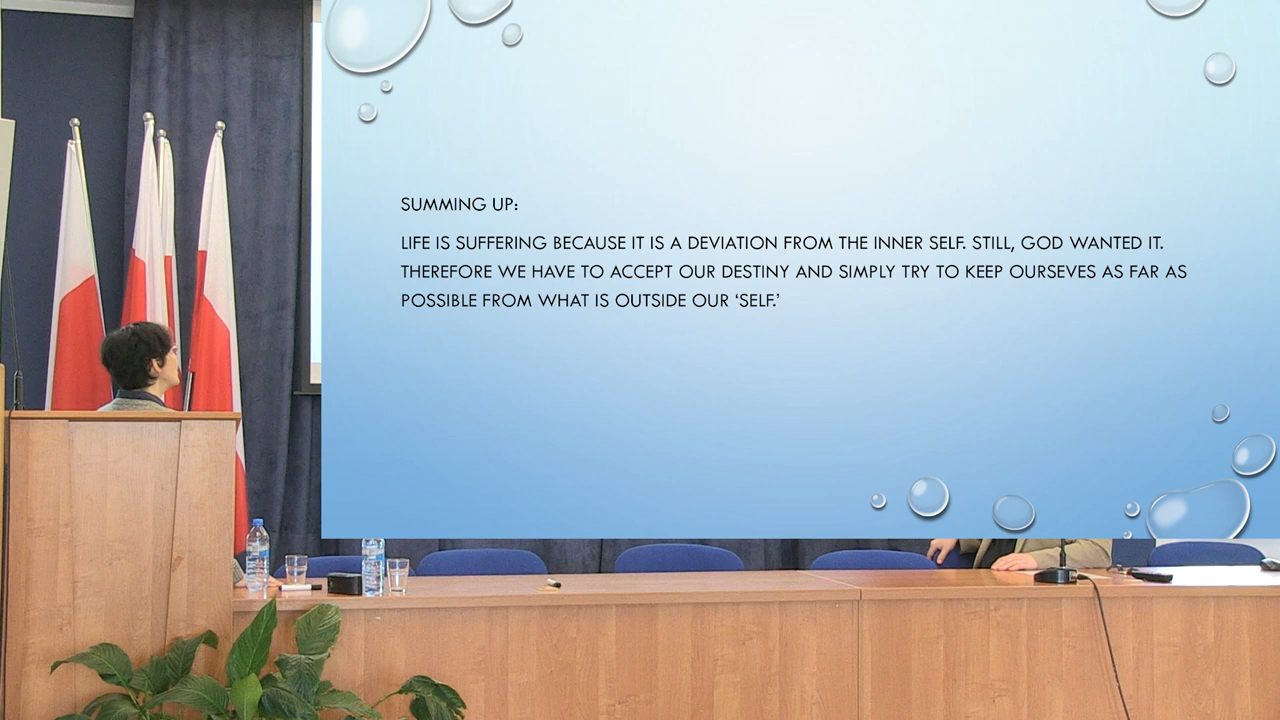 SUMMING UP:
LIFE IS SUFFERING BECAUSE IT IS A DEVIATION FROM THE INNER SELF. STILL, GOD WANTED IT.
THEREFORE WE HAVE TO ACCEPT OUR DESTINY AND SIMPLY TRY TO KEEP OURSEVES AS FAR AS
POSSIBLE FROM WHAT IS OUTSIDE OUR ‘SELF.’